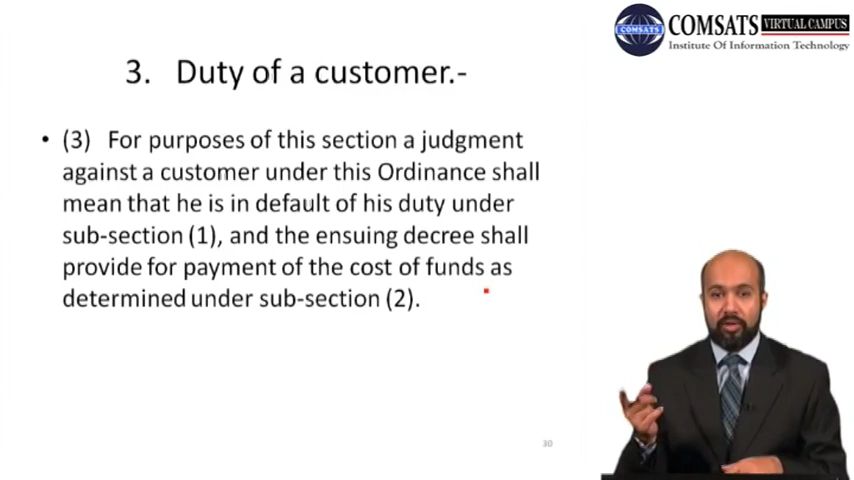 COMSATS VIRTUAL CAMPUS
COMSATS
Institute Of Information Technology
3. Duty of a customer.-
• (3) For purposes of this section a judgment
against a customer under this Ordinance shall
mean that he is in default of his duty under
sub-section (1), and the ensuing decree shall
provide for payment of the cost of funds as
determined under sub-section (2).
30